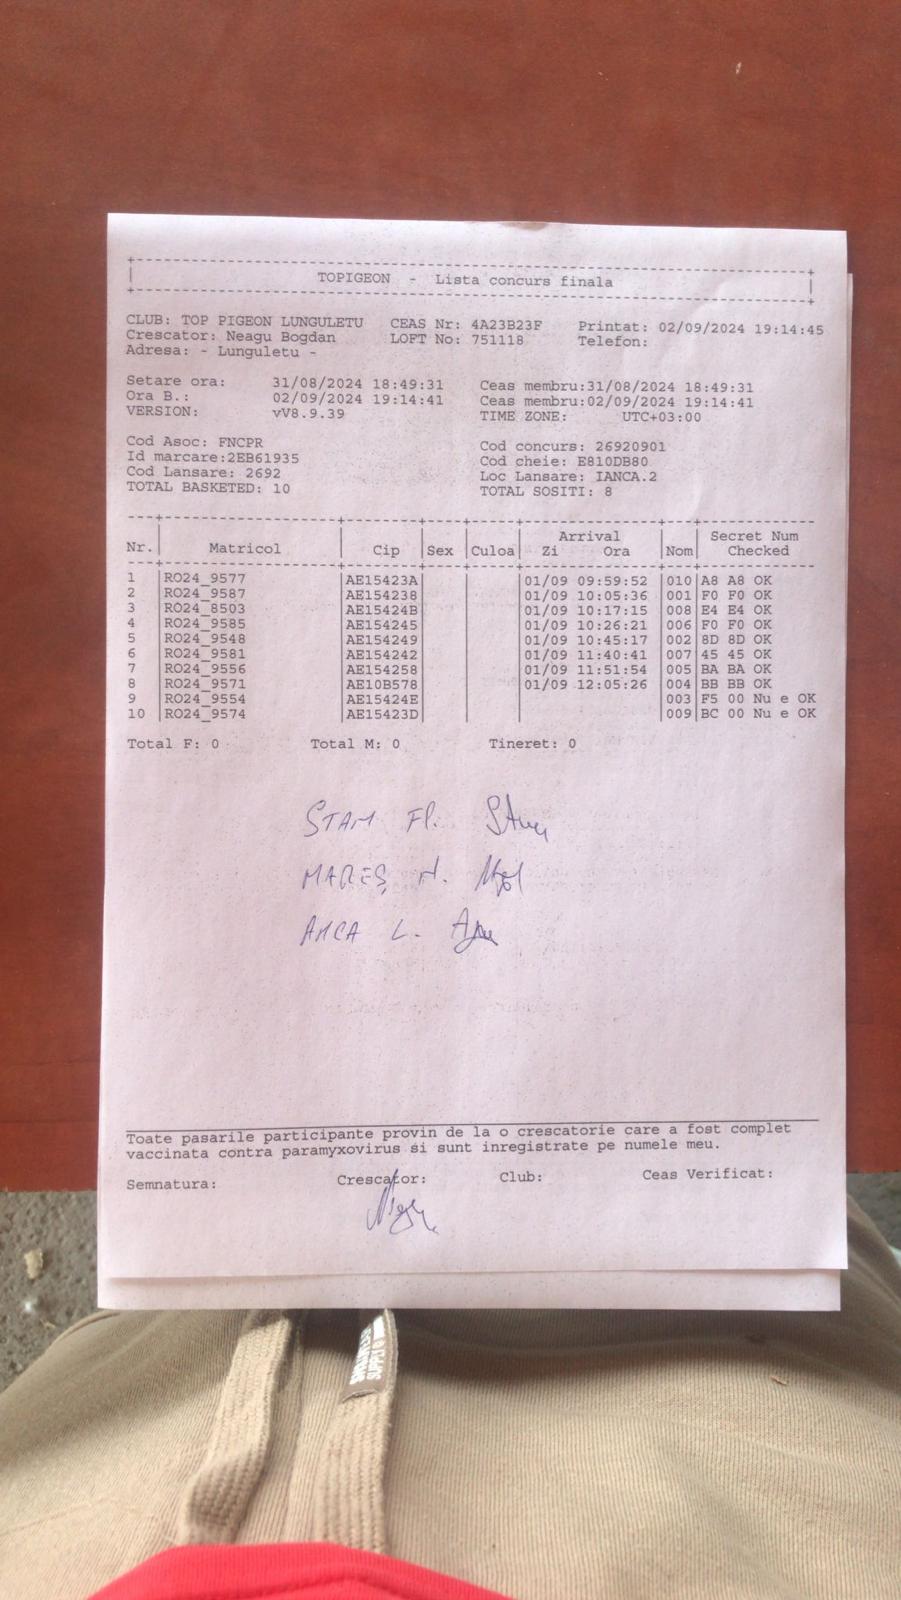 TOPIGEON - Lista concurs finala
CLUB: TOP PIGEON LUNGULETU CEAS Nr: 4A23B23F Printat: 02/09/2024 19:14:45
Crescator: Neagu Bogdan LOFT No: 751118 Telefon:
Adresa: - Lunguletu -
Setare ora: 31/08/2024 18:49:31 Ceas membru:31/08/2024 18:49:31
Ora B.: 02/09/2024 19:14:41 Ceas membru:02/09/2024 19:14:41
VERSION: vV8.9.39 TIME ZONE: UTC+03:00
Cod Asoc: FNCPR Cod concurs: 26920901
Id marcare:2EB61935 Cod cheie: E810DB80
Cod Lansare: 2692 Loc Lansare: IANCA.2
TOTAL BASKETED: 10 TOTAL SOSITI: 8
Arrival Secret Num
Nr. Matricol Cip Sex Culoa Zi Ora Nom Checked
1 RO24_9577 AE15423A 01/09 09:59:52 010 A8 A8 OK
2 RO24_9587 AE154238 01/09 10:05:36 001 F0 F0 OK
3 RO24_8503 AE15424B 01/09 10:17:15 008 E4 E4 OK
4 RO24_9585 AE154245 01/09 10:26:21 006 F0 F0 OK
5 RO24_9548 AE154249 01/09 10:45:17 002 8D 8D OK
6 RO24_9581 AE154242 01/09 11:40:41 007 45 45 OK
7 RO24_9556 AE154258 01/09 11:51:54 005 BA BA OK
8 RO24_9571 AE10B578 01/09 12:05:26 004 BB BB OK
9 RO24_9554 AE15424E 003 F5 00 Nu e OK
10 RO24_9574 AE15423D 009 BC 00 Nu e OK
Total F: 0 Total M: 0 Tineret: 0
STAM Fl.
MAREȘ N.
ANCA L.
Toate pasarile participante provin de la o crescatorie care a fost complet
vaccinata contra paramyxovirus si sunt inregistrate pe numele meu.
Semnatura: Crescator: Club: Ceas Verificat:
SUPPLY